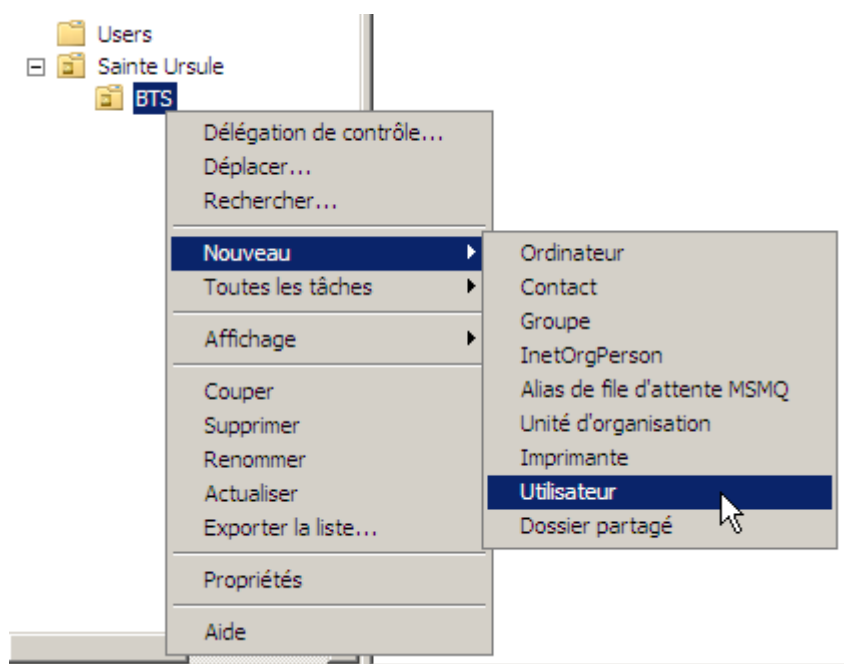 Users
Sainte Ursule
BTS
Délégation de contrôle...
Déplacer...
Rechercher...
Nouveau
Toutes les tâches
Affichage
Couper
Supprimer
Renommer
Actualiser
Exporter la liste...
Propriétés
Aide
Ordinateur
Contact
Groupe
InetOrgPerson
Alias de file d'attente MSMQ
Unité d'organisation
Imprimante
Utilisateur
Dossier partagé